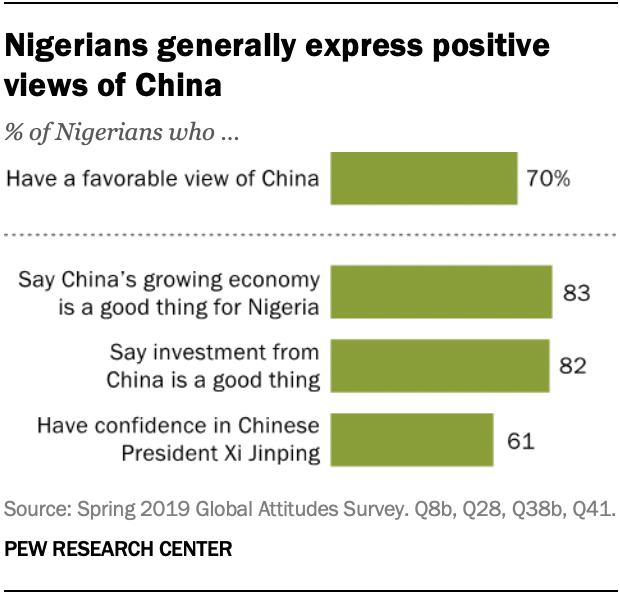 Nigerians generally express positive
views of China
% of Nigerians who ...
Have a favorable view of China 70%
Say China's growing economy
is a good thing for Nigeria 83
Say investment from
China is a good thing 82
Have confidence in Chinese
President Xi Jinping 61
Source: Spring 2019 Global Attitudes Survey. Q8b, Q28, Q38b, Q41.
PEW RESEARCH CENTER